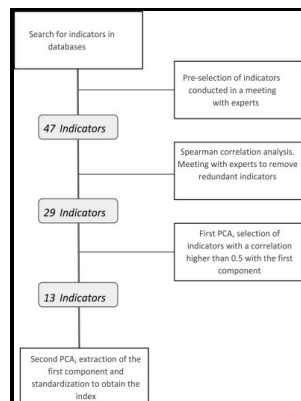 Search for indicators in
databases
Pre-selection of indicators
conducted in a meeting
with experts
47 Indicators
Spearman correlation analysis.
Meeting with experts to remove
redundant indicators
29 Indicators
First PCA, selection of
indicators with a correlation
higher than 0.5 with the first
component
13 Indicators
Second PCA, extraction of
the first component and
standardization to obtain the
index